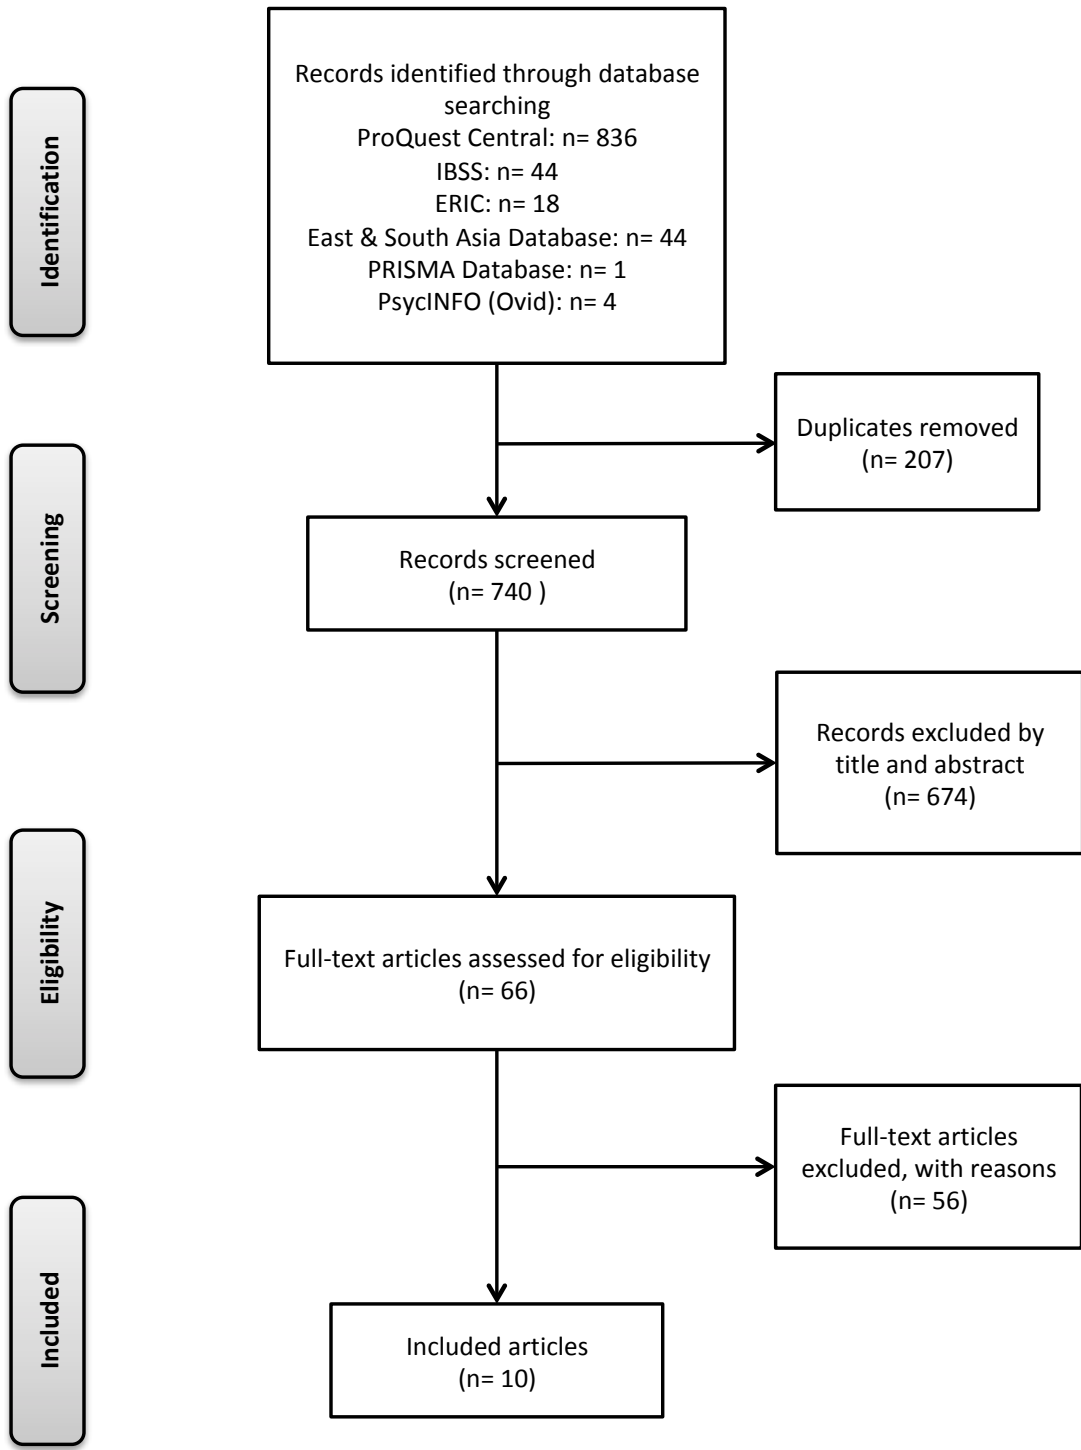 Identification
Records identified through database
searching
ProQuest Central: n= 836
IBSS: n= 44
ERIC: n= 18
East & South Asia Database: n= 44
PRISMA Database: n= 1
PsycINFO (Ovid): n= 4
Duplicates removed
(n= 207)
Screening
Records screened
(n= 740 )
Records excluded by
title and abstract
(n= 674)
Eligibility
Full-text articles assessed for eligibility
(n= 66)
Full-text articles
excluded, with reasons
(n= 56)
Included
Included articles
(n= 10)